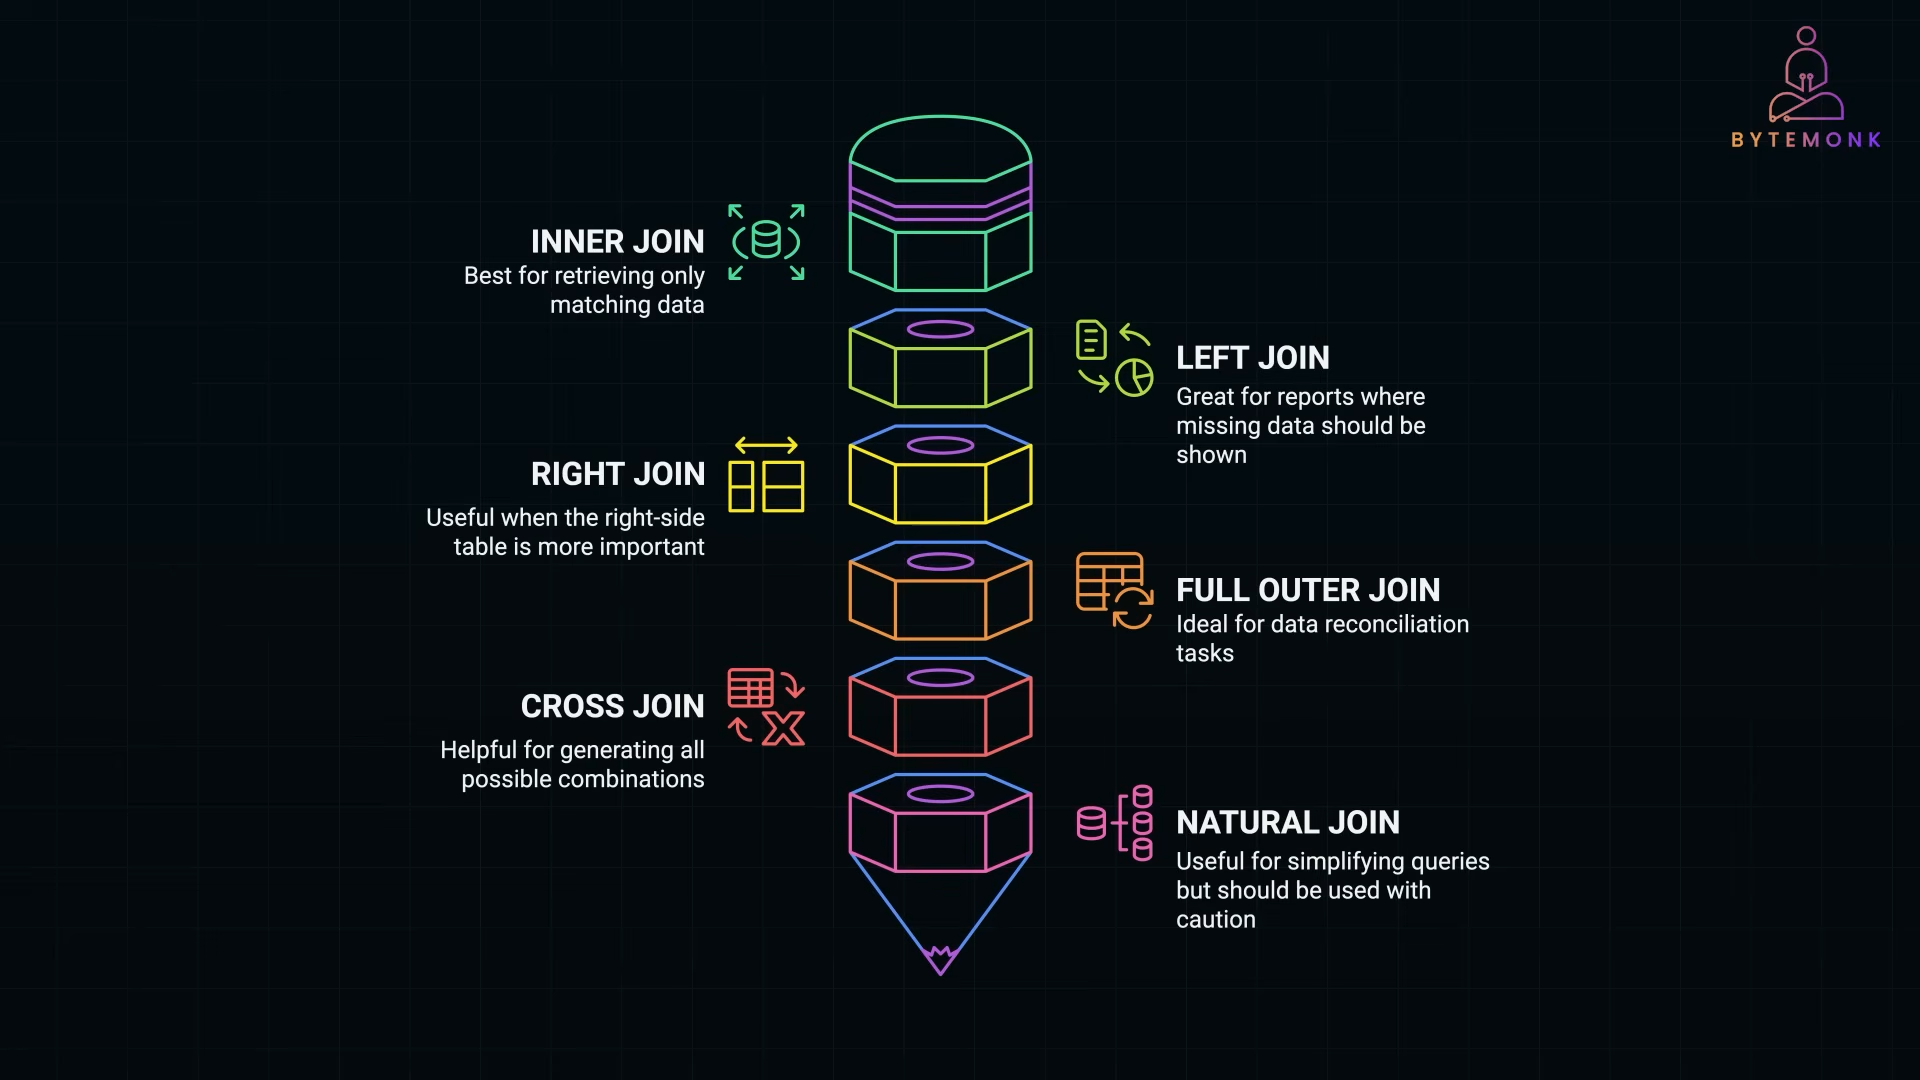 BYTEMONK
INNER JOIN
Best for retrieving only
matching data
LEFT JOIN
Great for reports where
missing data should be
shown
RIGHT JOIN
Useful when the right-side
table is more important
FULL OUTER JOIN
Ideal for data reconciliation
tasks
CROSS JOIN
Helpful for generating all
possible combinations
NATURAL JOIN
Useful for simplifying queries
but should be used with
caution